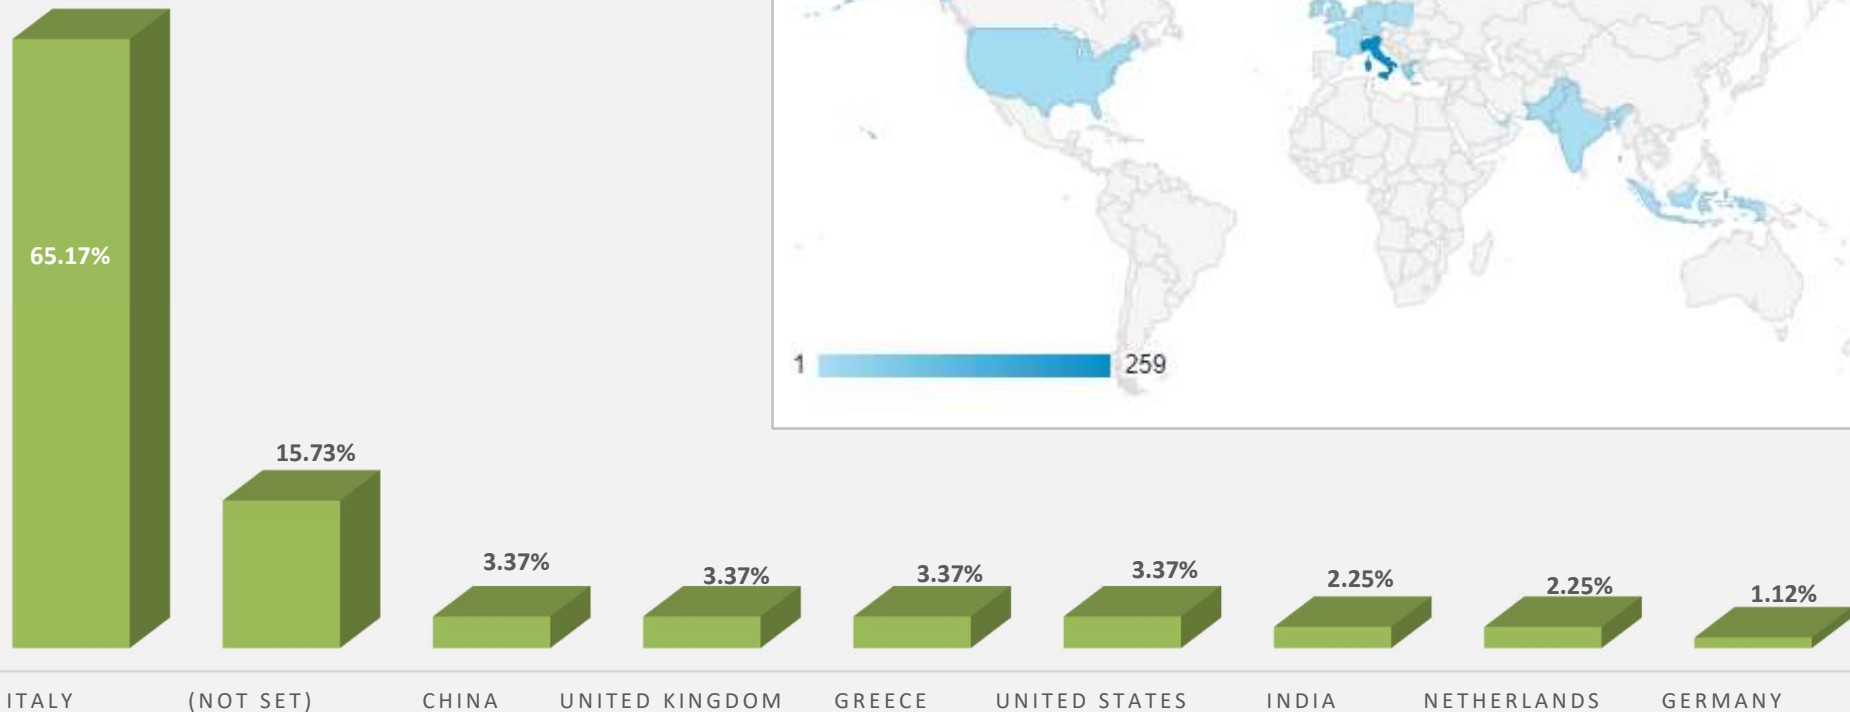 65.17%
1 259
15.73%
3.37%
3.37%
3.37%
3.37%
2.25%
2.25%
1.12%
ITALY
(NOT SET)
CHINA
UNITED KINGDOM
GREECE
UNITED STATES
INDIA
NETHERLANDS
GERMANY